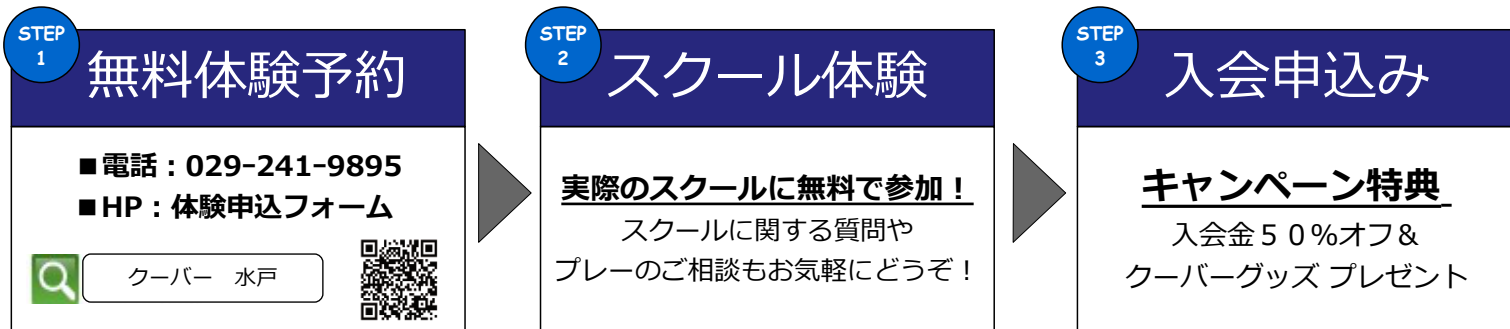 STEP
1
無料体験予約
■電話：029-241-9895
■HP：体験申込フォーム
クーバー　水戸
STEP
2
スクール体験
実際のスクールに無料で参加！
スクールに関する質問や
プレーのご相談もお気軽にどうぞ！
STEP
3
入会申込み
キャンペーン特典
入会金５０％オフ＆
クーバーグッズ プレゼント